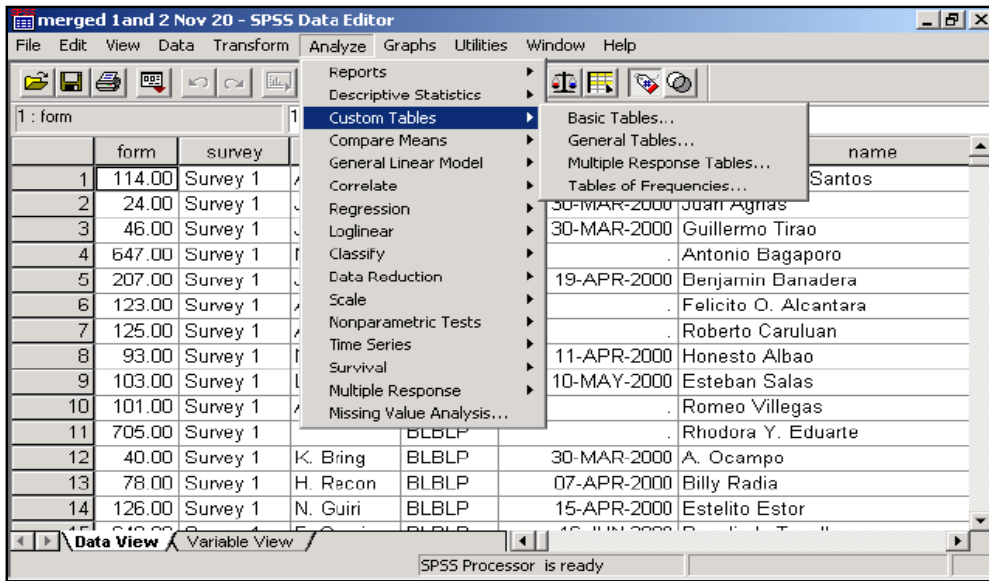 merged 1and 2 Nov 20 - SPSS Data Editor
File Edit View Data Transform Analyze Graphs Utilities Window Help
1 : form
Reports
Descriptive Statistics
Custom Tables
Compare Means
General Linear Model
Correlate
Regression
Loglinear
Classify
Data Reduction
Scale
Nonparametric Tests
Time Series
Survival
Multiple Response
Missing Value Analysis...
Basic Tables...
General Tables...
Multiple Response Tables...
Tables of Frequencies...
form survey name
1 114.00 Survey 1 Santos
2 24.00 Survey 1 30-MAR-2000 Juan Agrias
3 46.00 Survey 1 30-MAR-2000 Guillermo Tirao
4 647.00 Survey 1 . Antonio Bagaporo
5 207.00 Survey 1 19-APR-2000 Benjamin Banadera
6 123.00 Survey 1 . Felicito O. Alcantara
7 125.00 Survey 1 . Roberto Caruluan
8 93.00 Survey 1 11-APR-2000 Honesto Albao
9 103.00 Survey 1 10-MAY-2000 Esteban Salas
10 101.00 Survey 1 . Romeo Villegas
11 705.00 Survey 1 BLBLP . Rhodora Y. Eduarte
12 40.00 Survey 1 K. Bring BLBLP 30-MAR-2000 A. Ocampo
13 78.00 Survey 1 H. Recon BLBLP 07-APR-2000 Billy Radia
14 126.00 Survey 1 N. Guiri BLBLP 15-APR-2000 Estelito Estor
Data View Variable View
SPSS Processor is ready